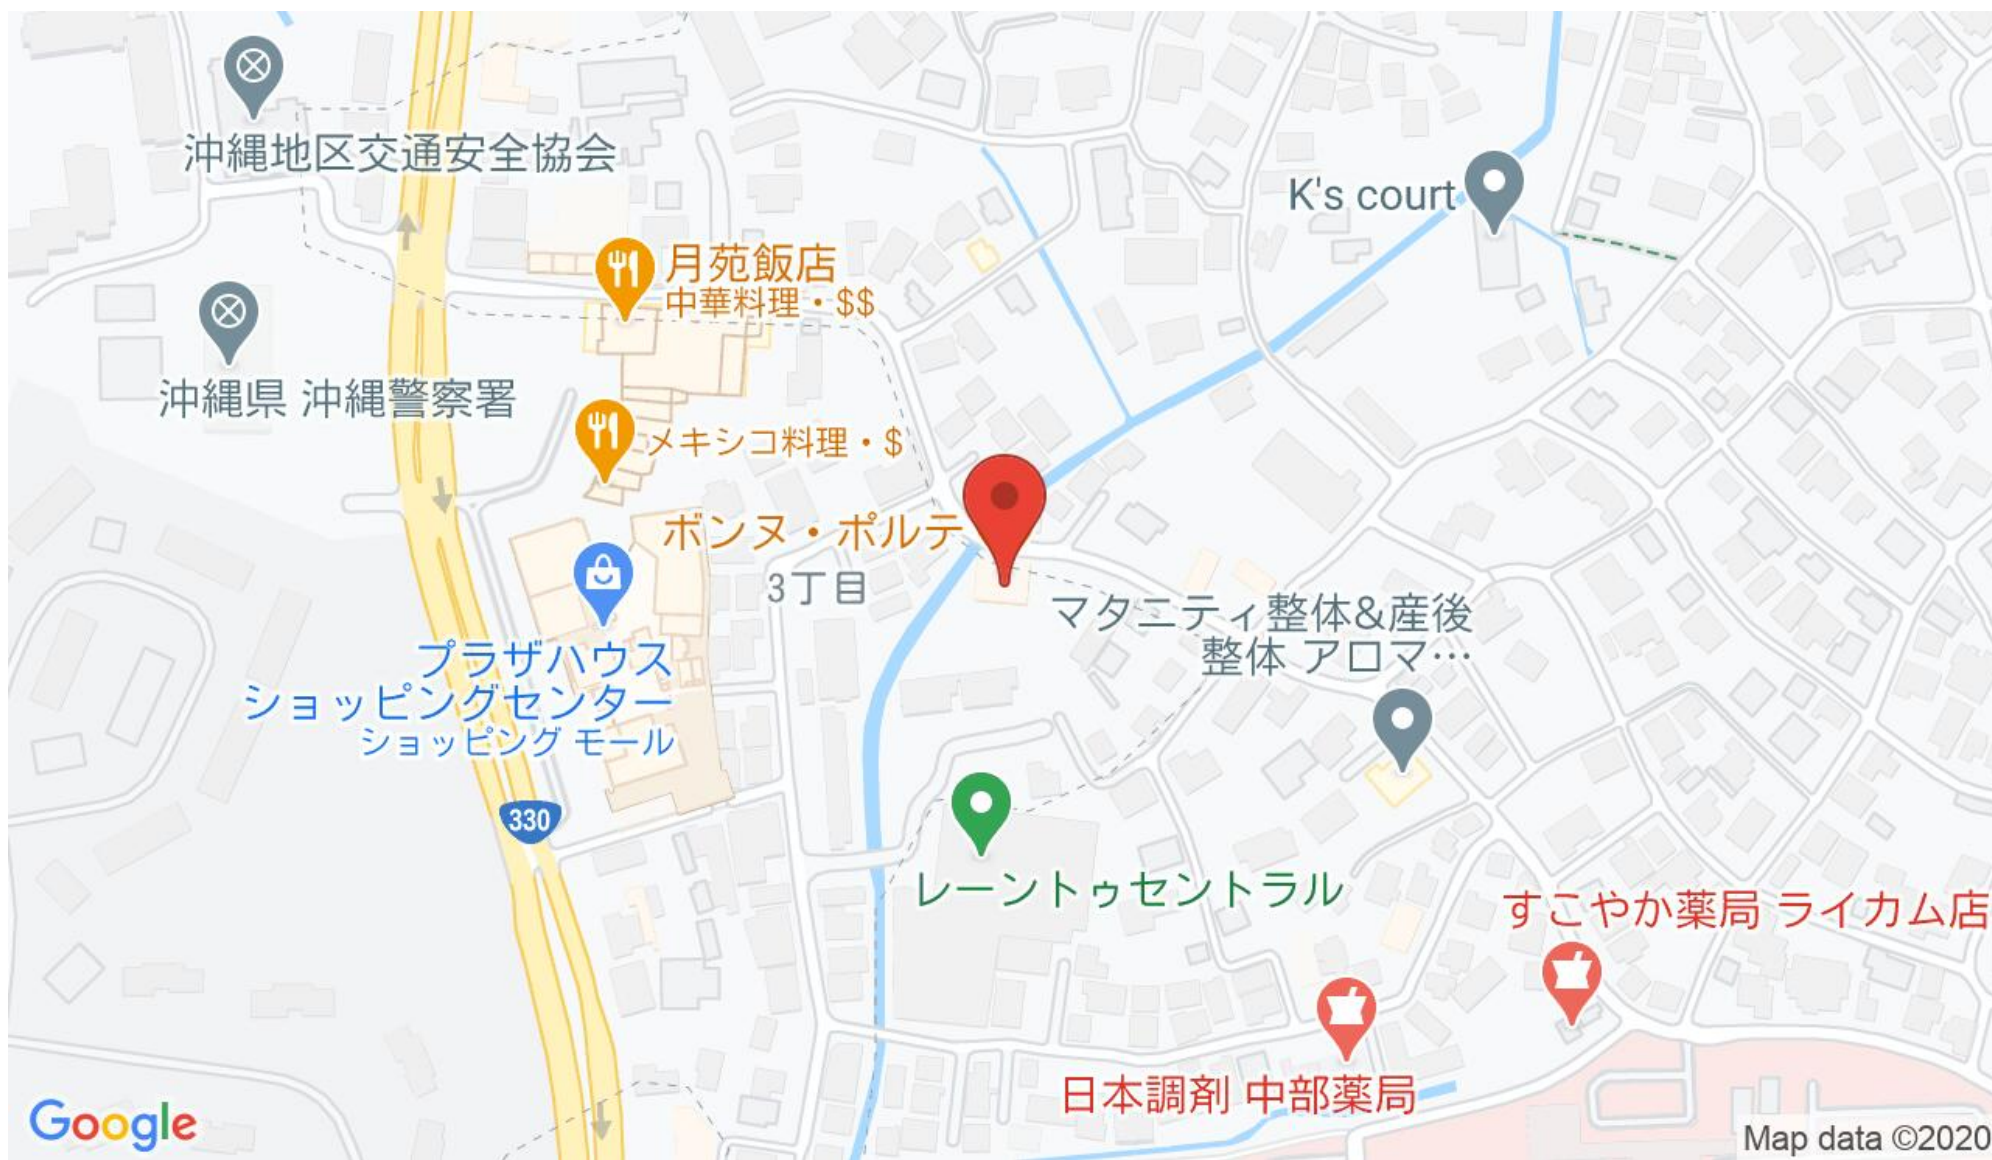 沖縄地区交通安全協会
K's court
月苑飯店
中華料理・$$
沖縄県 沖縄警察署
メキシコ料理・$
ボンヌ・ポルテ
3丁目
マタニティ整体&産後
整体 アロマ…
プラザハウス
ショッピングセンター
ショッピング モール
330
レーントゥセントラル
すこやか薬局 ライカム店
日本調剤 中部薬局
Google
Map data ©2020